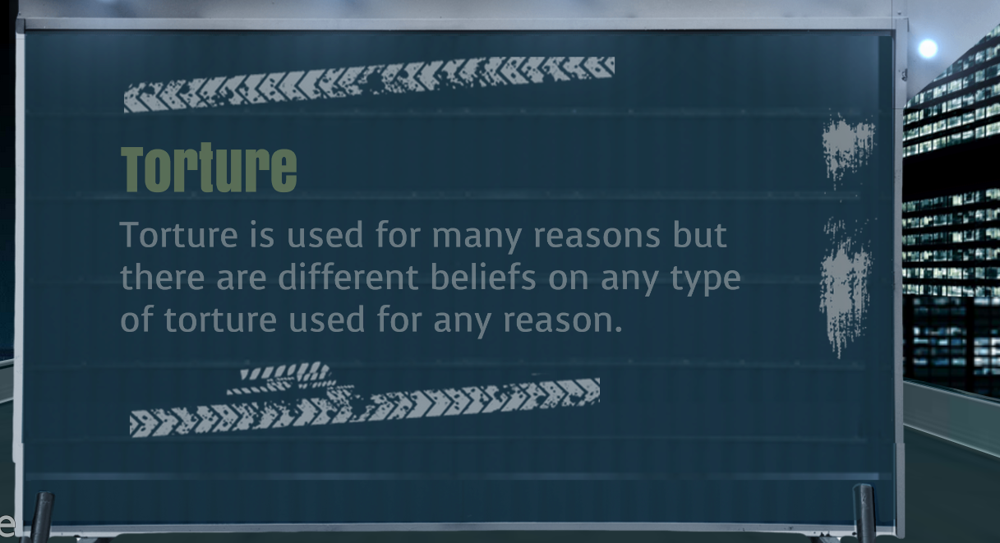 Torture
Torture is used for many reasons but
there are different beliefs on any type
of torture used for any reason.
e